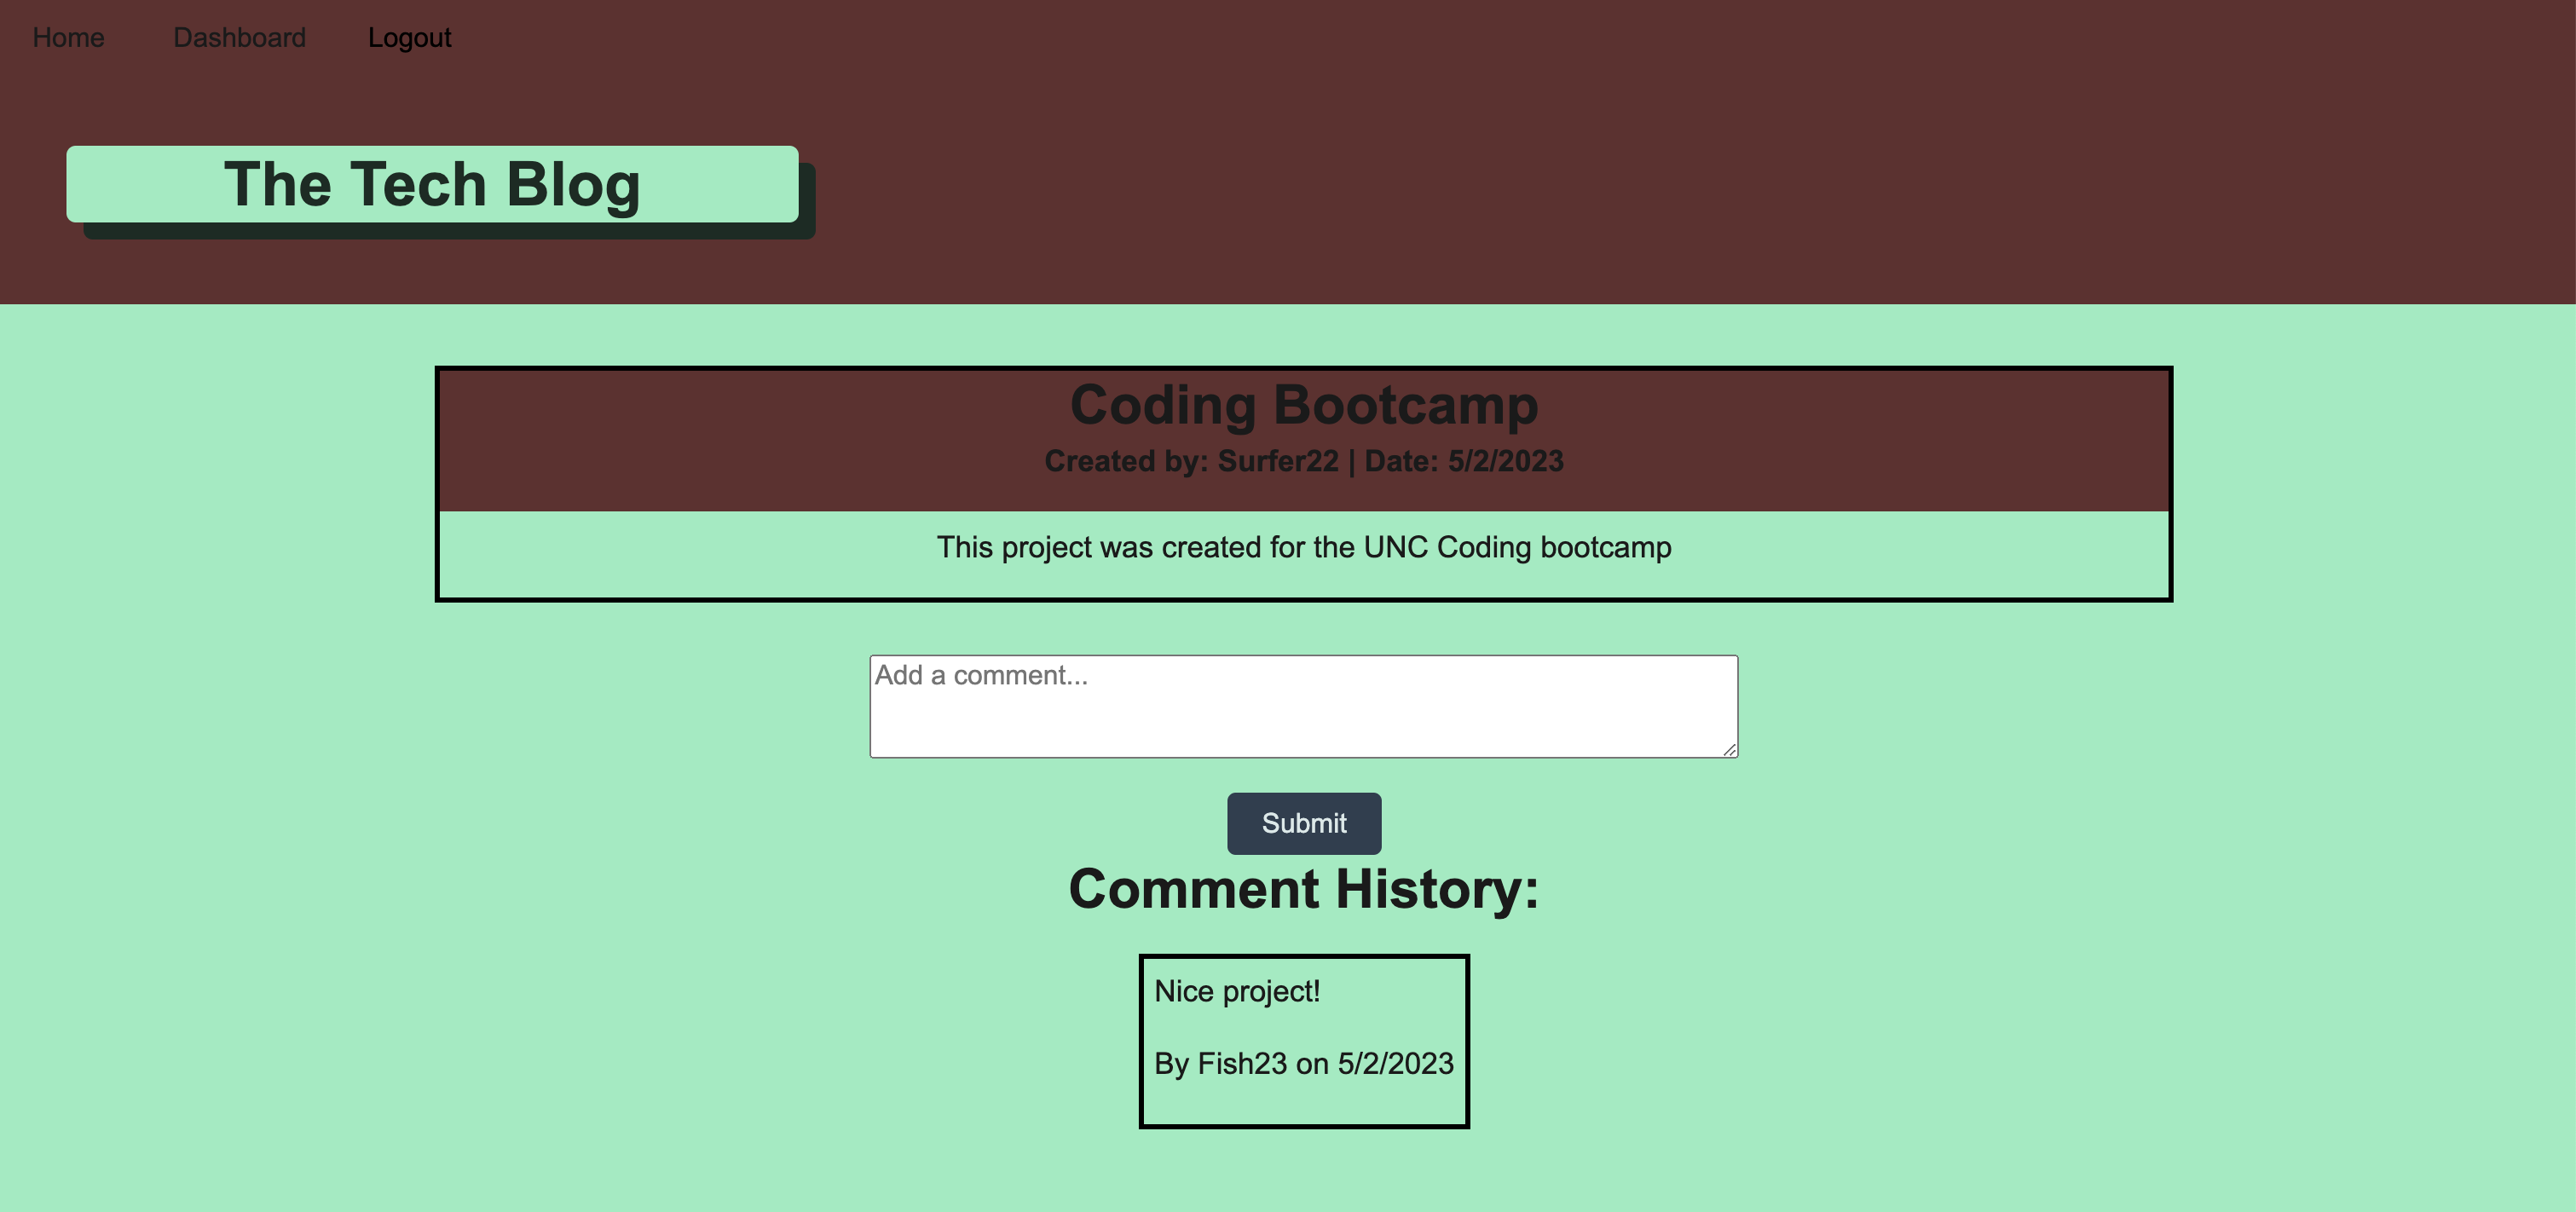 Home Dashboard Logout
The Tech Blog
Coding Bootcamp
Created by: Surfer22 | Date: 5/2/2023
This project was created for the UNC Coding bootcamp
Add a comment...
Submit
Comment History:
Nice project!
By Fish23 on 5/2/2023